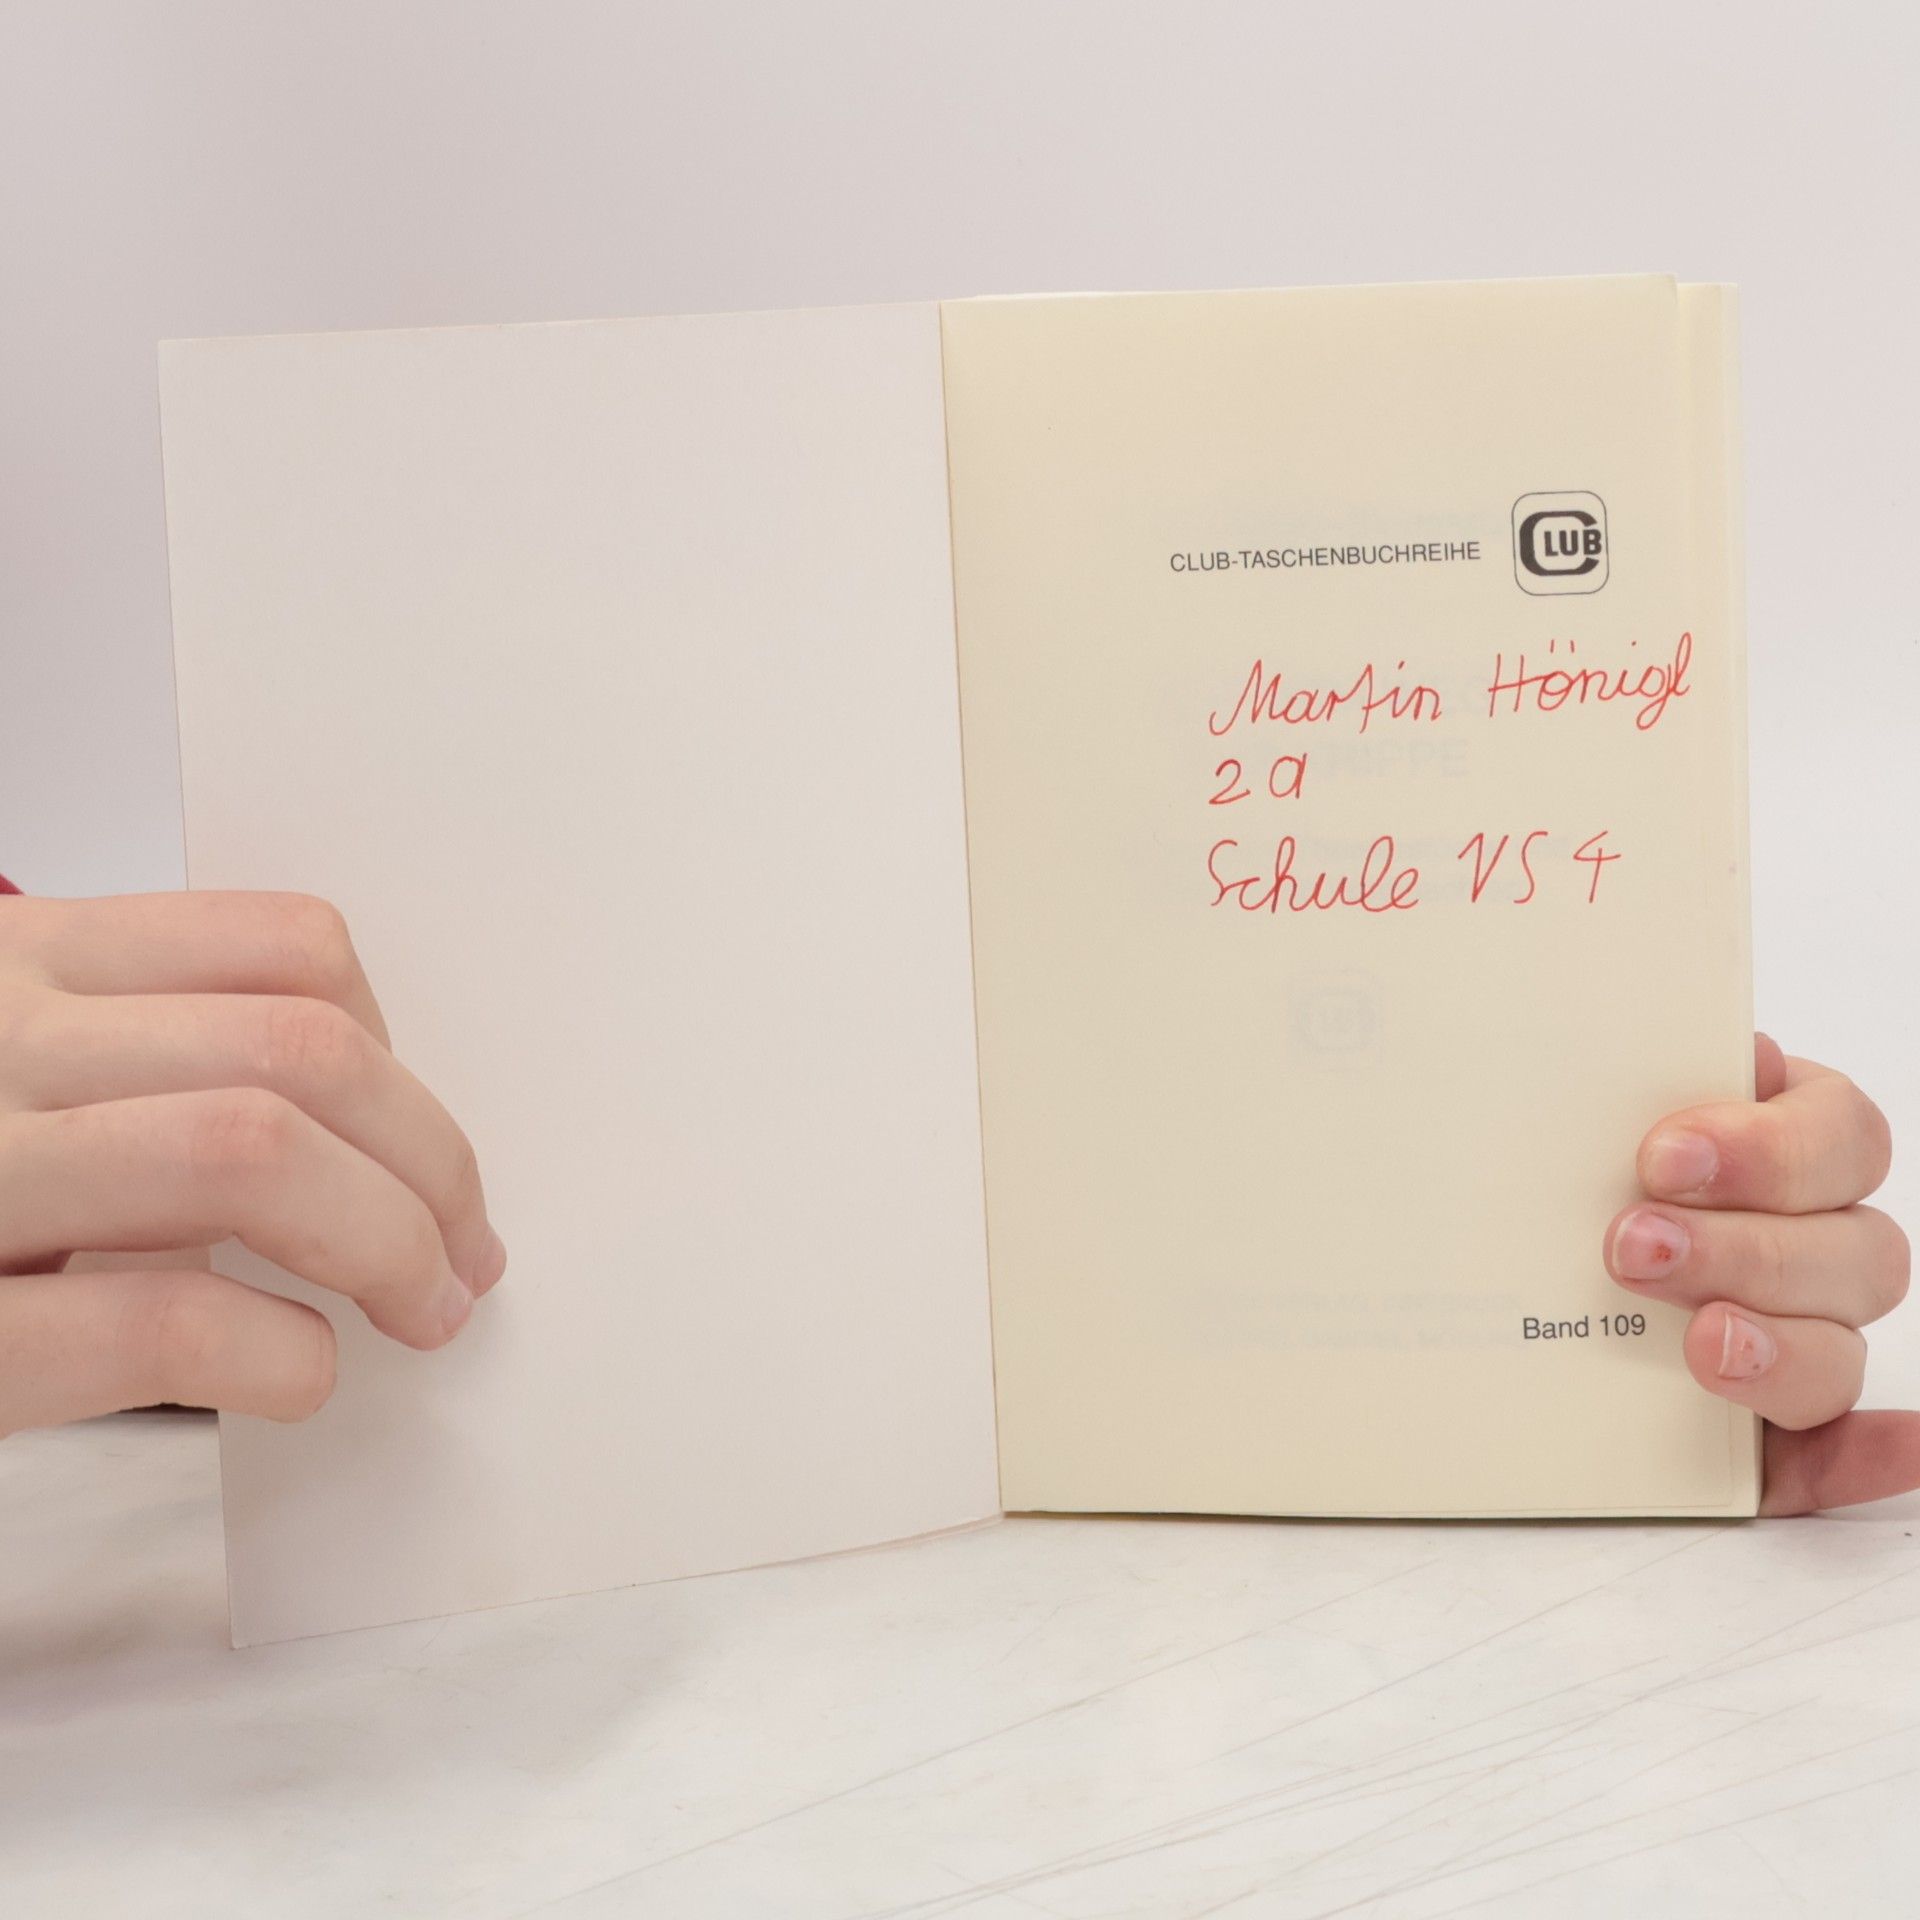 CLUB-TASCHENBUCHREIHE CLUB
Martin Hönigl
2a
Schule VS 4
Band 109